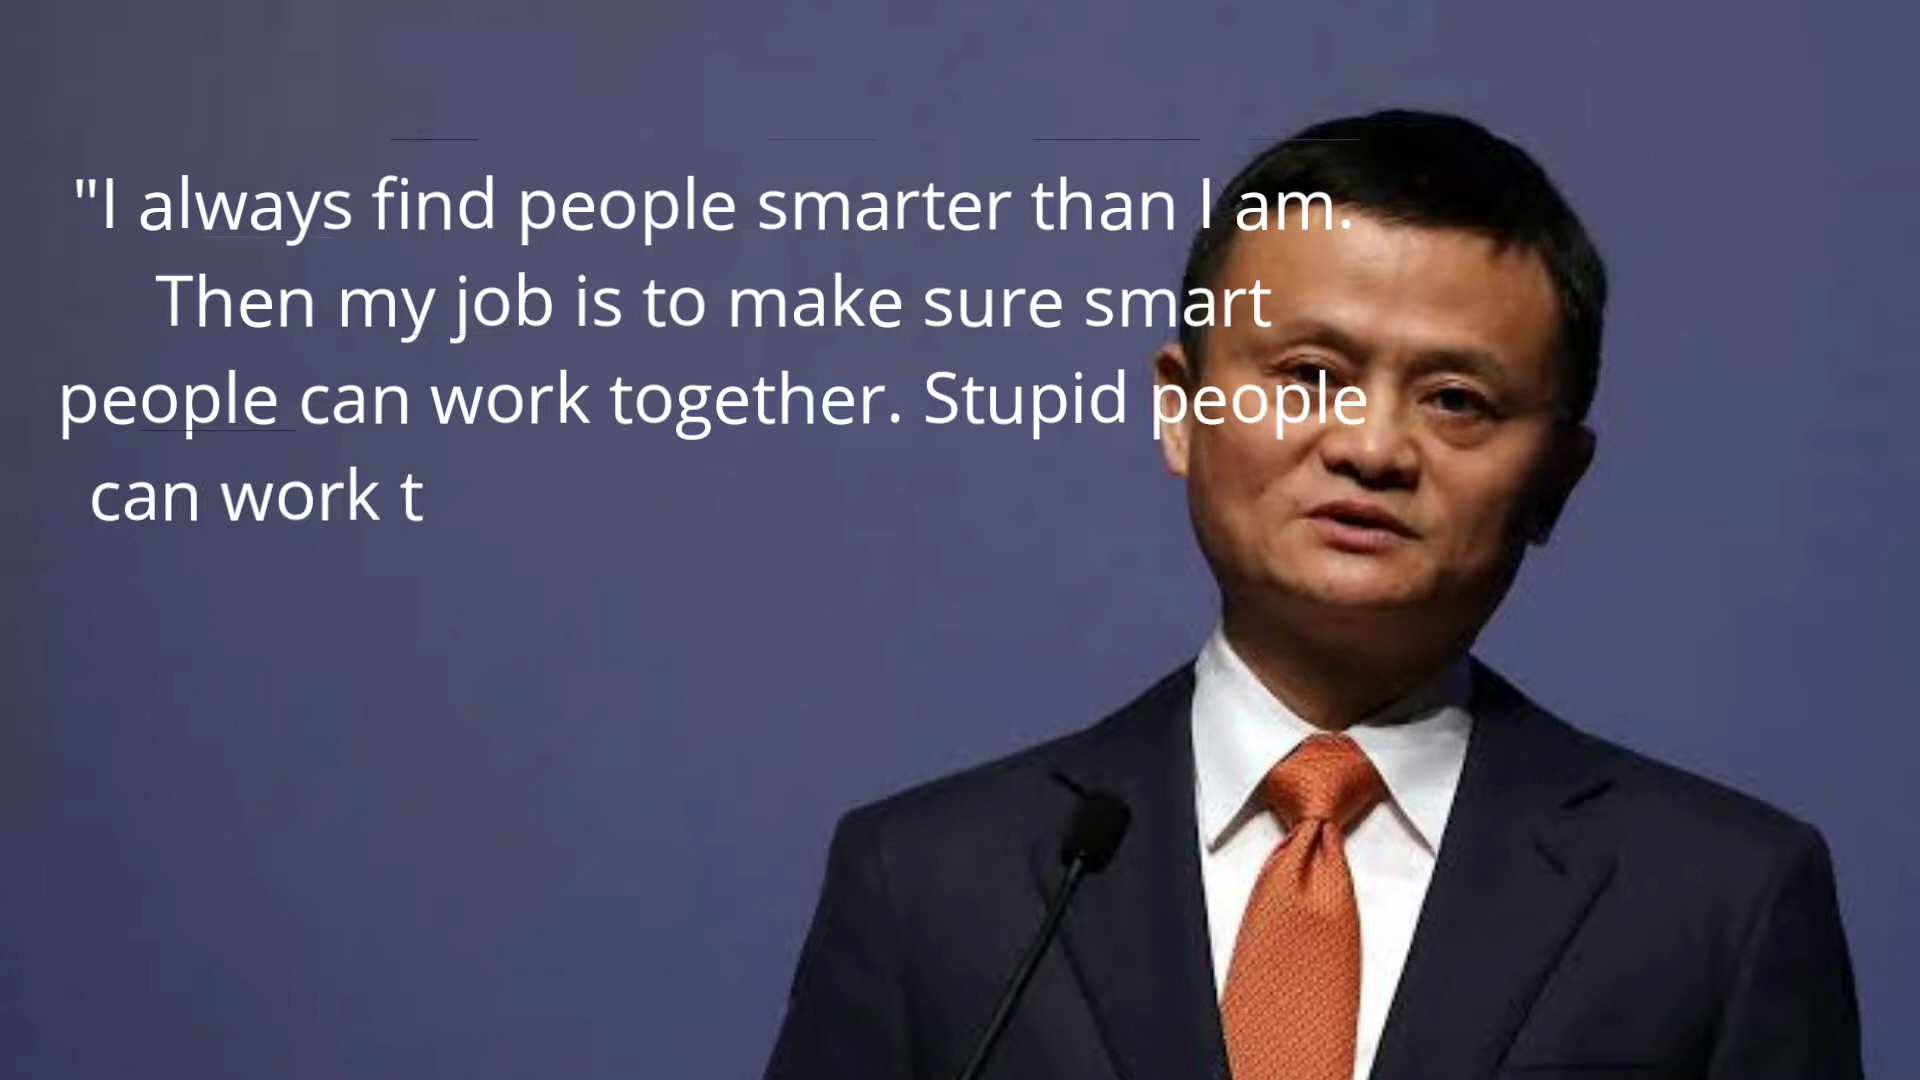 "I always find people smarter than I am.
Then my job is to make sure smart
people can work together. Stupid people
can work t